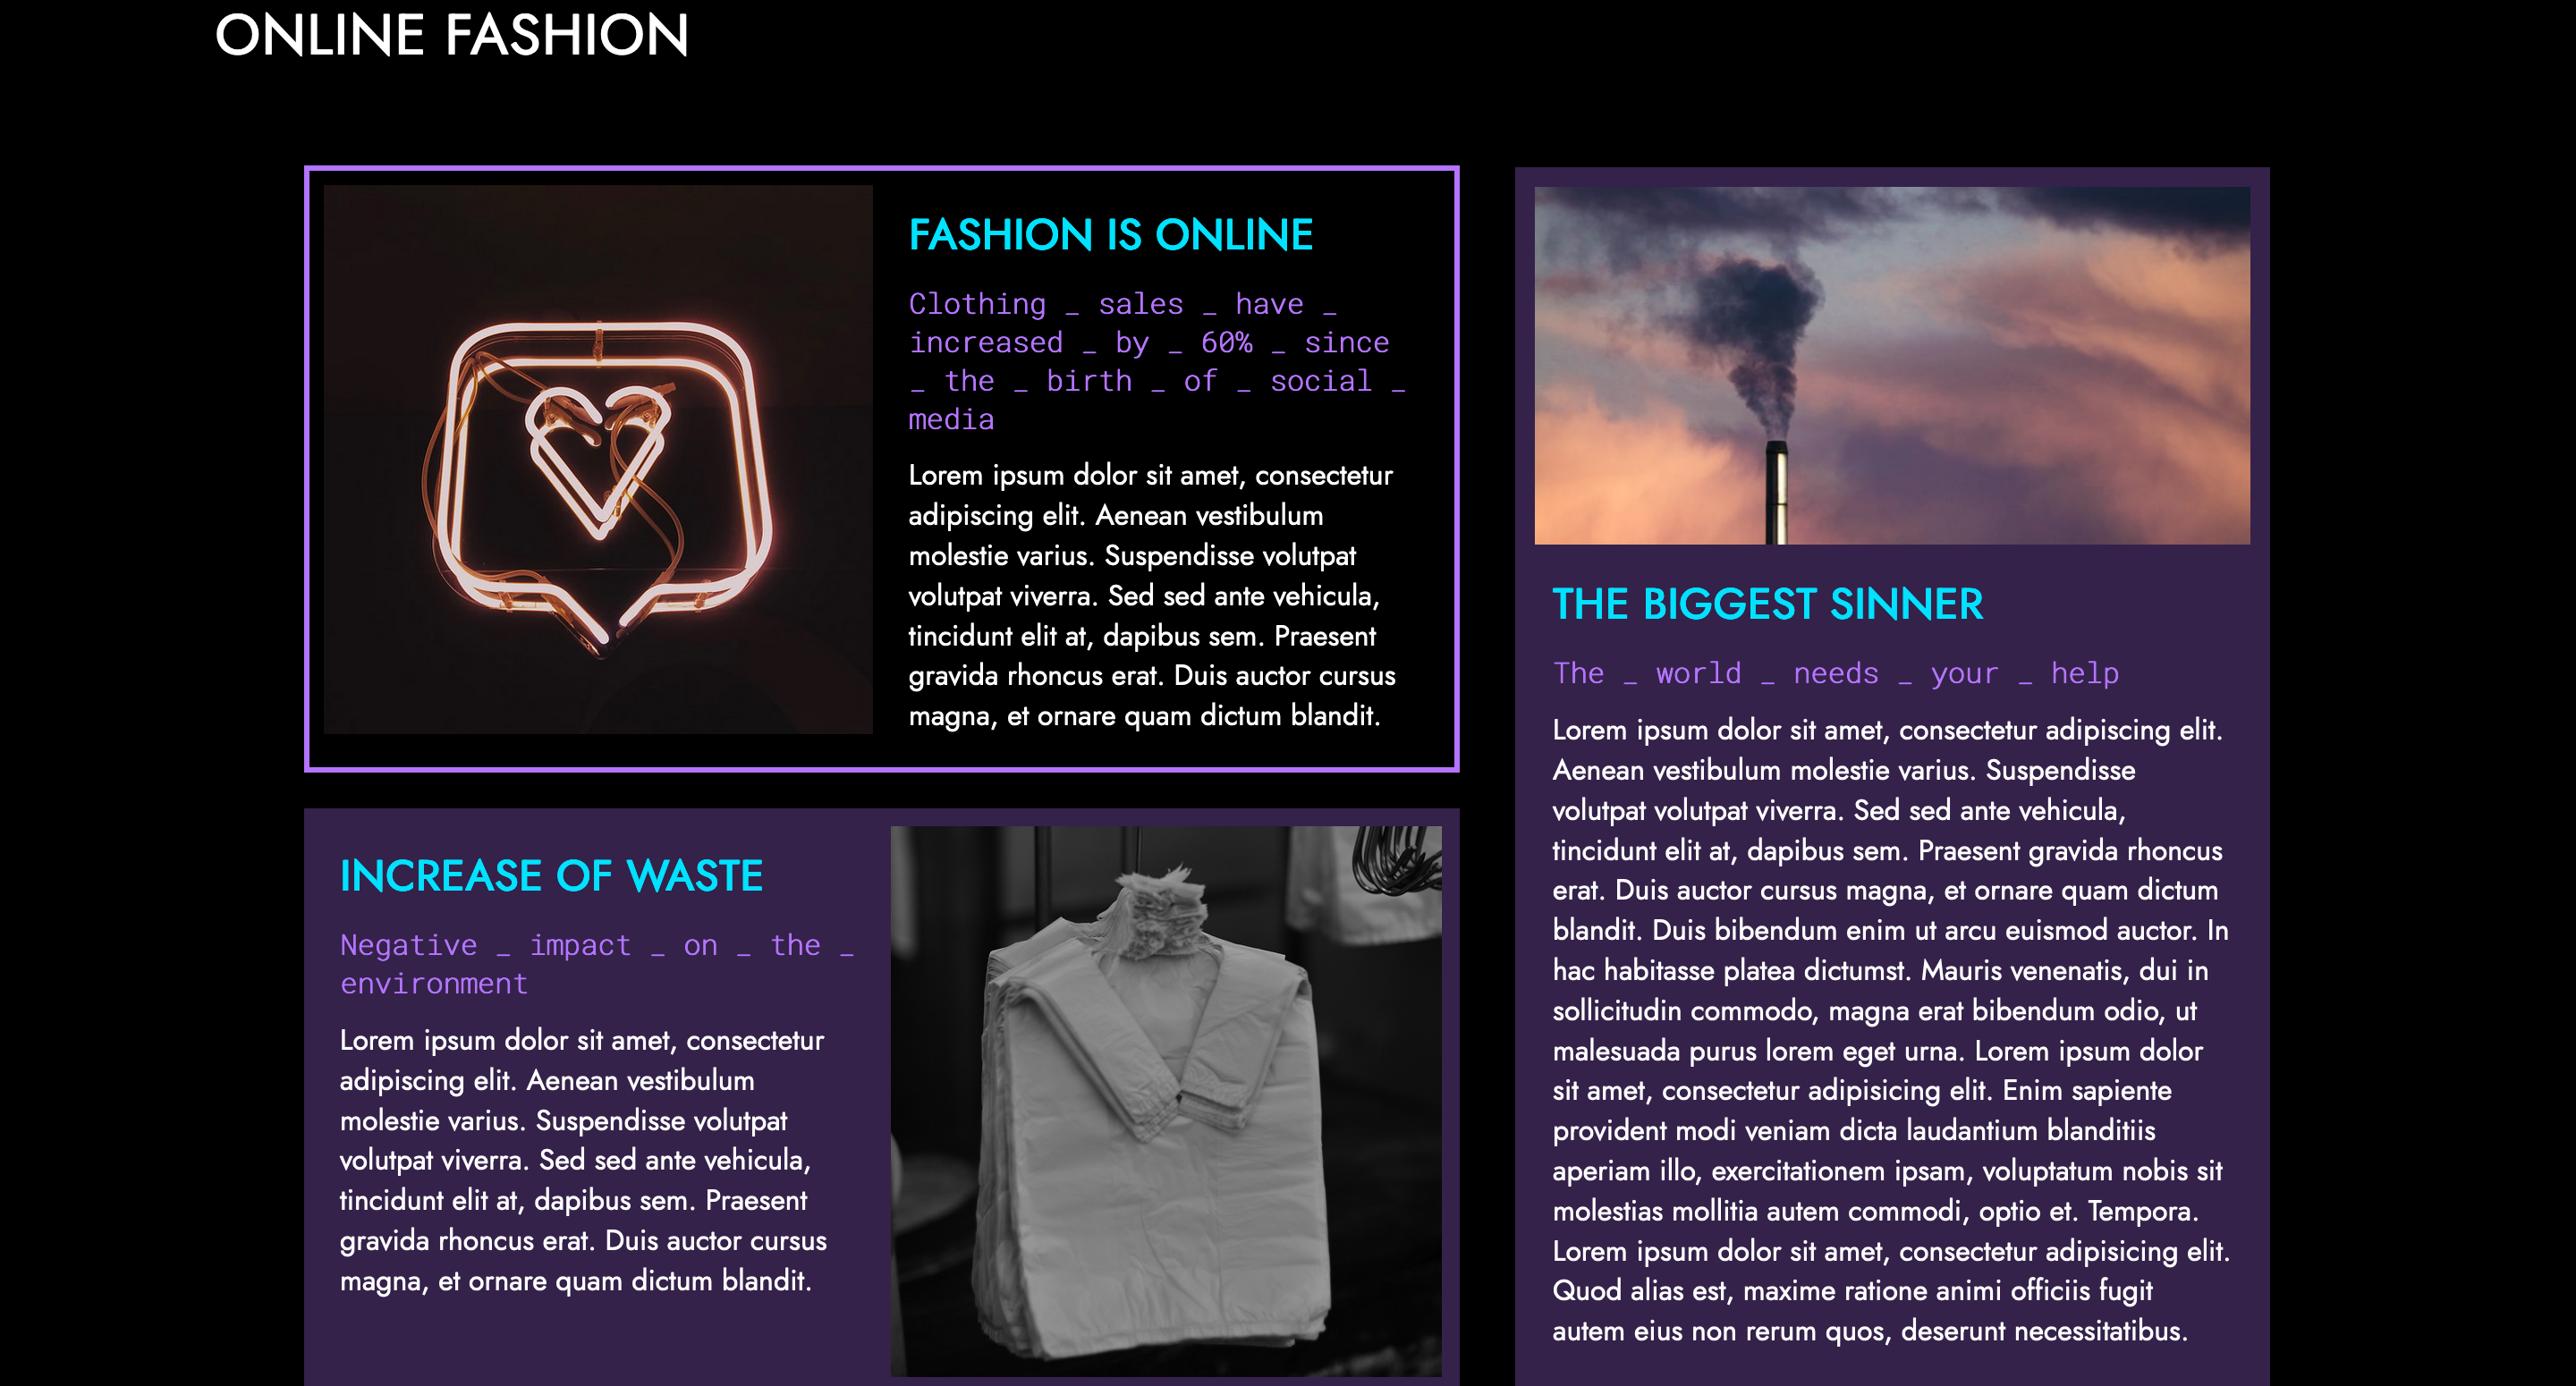 ONLINE FASHION
FASHION IS ONLINE
Clothing _ sales _ have _
increased _ by _ 60% _ since
_ the _ birth _ of _ social _
media
Lorem ipsum dolor sit amet, consectetur
adipiscing elit. Aenean vestibulum
molestie varius. Suspendisse volutpat
volutpat viverra. Sed sed ante vehicula,
tincidunt elit at, dapibus sem. Praesent
gravida rhoncus erat. Duis auctor cursus
magna, et ornare quam dictum blandit.
INCREASE OF WASTE
Negative _ impact _ on _ the _
environment
Lorem ipsum dolor sit amet, consectetur
adipiscing elit. Aenean vestibulum
molestie varius. Suspendisse volutpat
volutpat viverra. Sed sed ante vehicula,
tincidunt elit at, dapibus sem. Praesent
gravida rhoncus erat. Duis auctor cursus
magna, et ornare quam dictum blandit.
THE BIGGEST SINNER
The _ world _ needs _ your _ help
Lorem ipsum dolor sit amet, consectetur adipiscing elit.
Aenean vestibulum molestie varius. Suspendisse
volutpat volutpat viverra. Sed sed ante vehicula,
tincidunt elit at, dapibus sem. Praesent gravida rhoncus
erat. Duis auctor cursus magna, et ornare quam dictum
blandit. Duis bibendum enim ut arcu euismod auctor. In
hac habitasse platea dictumst. Mauris venenatis, dui in
sollicitudin commodo, magna erat bibendum odio, ut
malesuada purus lorem eget urna. Lorem ipsum dolor
sit amet, consectetur adipisicing elit. Enim sapiente
provident modi veniam dicta laudantium blanditiis
aperiam illo, exercitationem ipsam, voluptatum nobis sit
molestias mollitia autem commodi, optio et. Tempora.
Lorem ipsum dolor sit amet, consectetur adipisicing elit.
Quod alias est, maxime ratione animi officiis fugit
autem eius non rerum quos, deserunt necessitatibus.